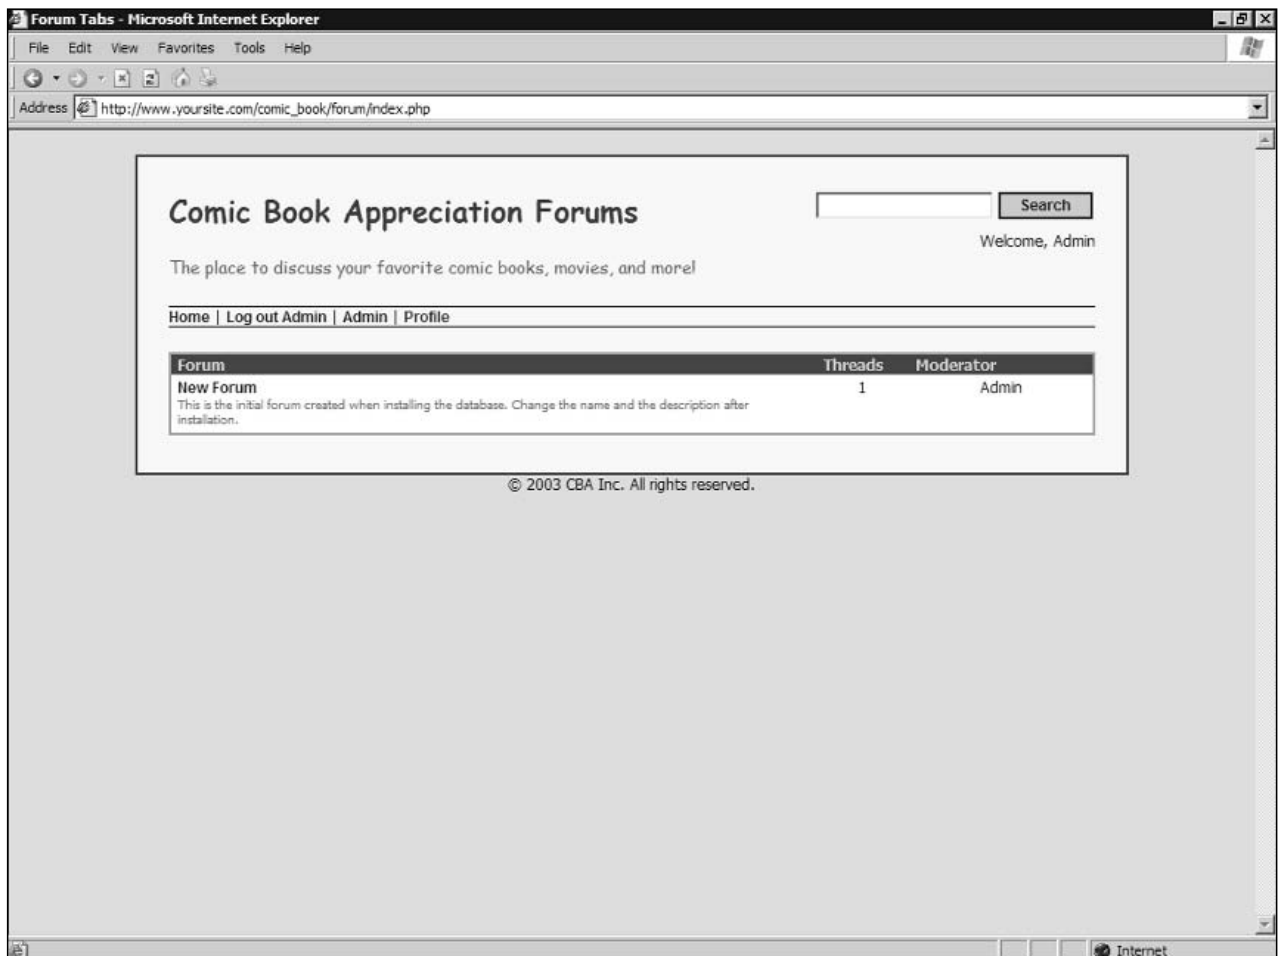 Forum Tabs - Microsoft Internet Explorer
File Edit View Favorites Tools Help
Address http://www.yoursite.com/comic_book/forum/index.php
Comic Book Appreciation Forums
Search
Welcome, Admin
The place to discuss your favorite comic books, movies, and more!
Home | Log out Admin | Admin | Profile
Forum Threads Moderator
New Forum 1 Admin
This is the initial forum created when installing the database. Change the name and the description after
installation.
© 2003 CBA Inc. All rights reserved.
Internet